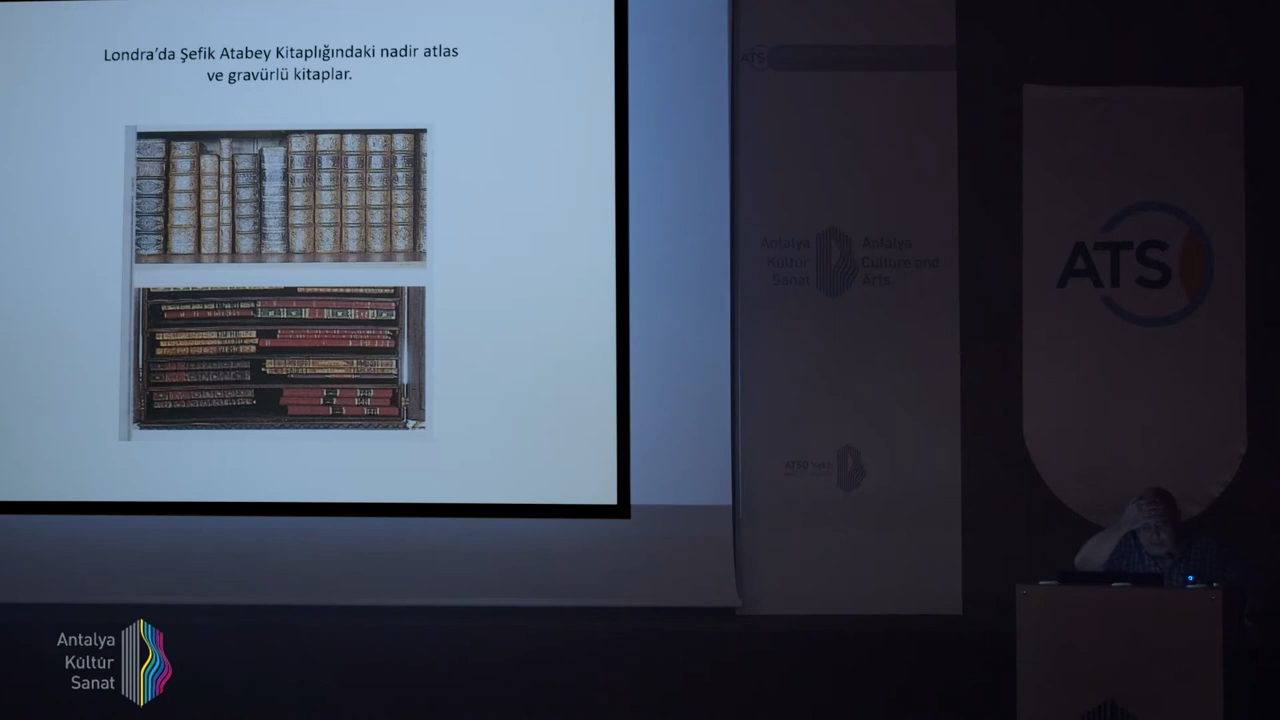 Londra’da Şefik Atabey Kitaplığındaki nadir atlas
ve gravürlü kitaplar.
ATS
Antalya
Kültür
Sanat
Antalya
Culture and
Arts
ATS
Antalya
Kültür
Sanat